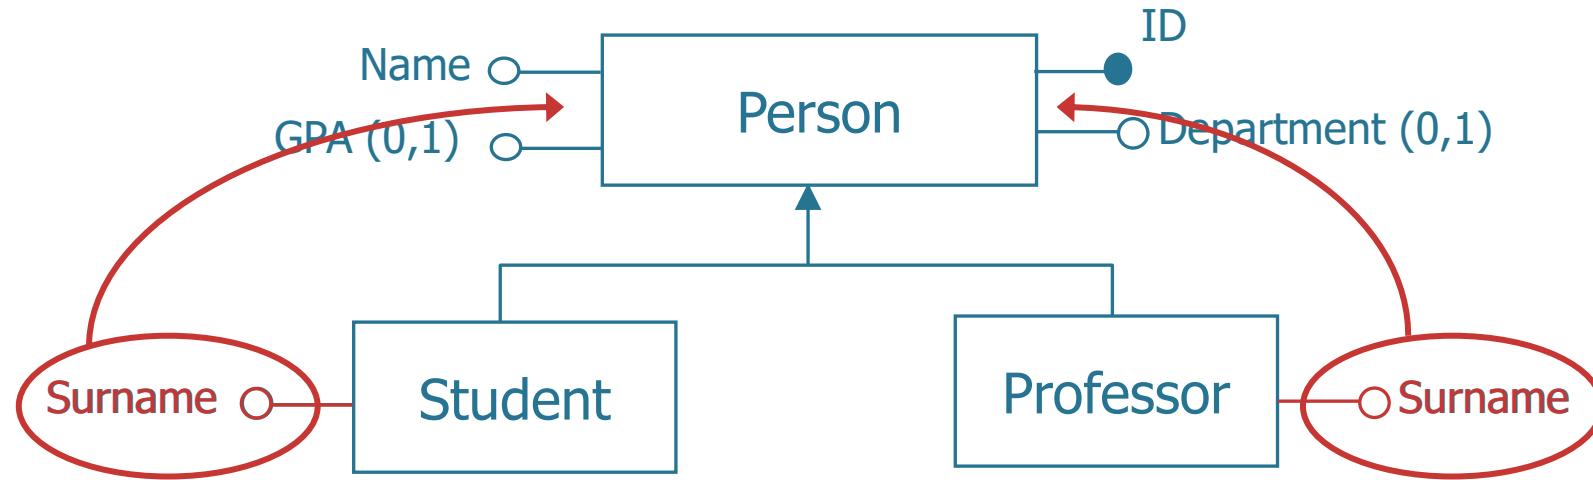 ID
Name
Person
GPA (0,1)
Department (0,1)
Surname
Student
Professor
Surname